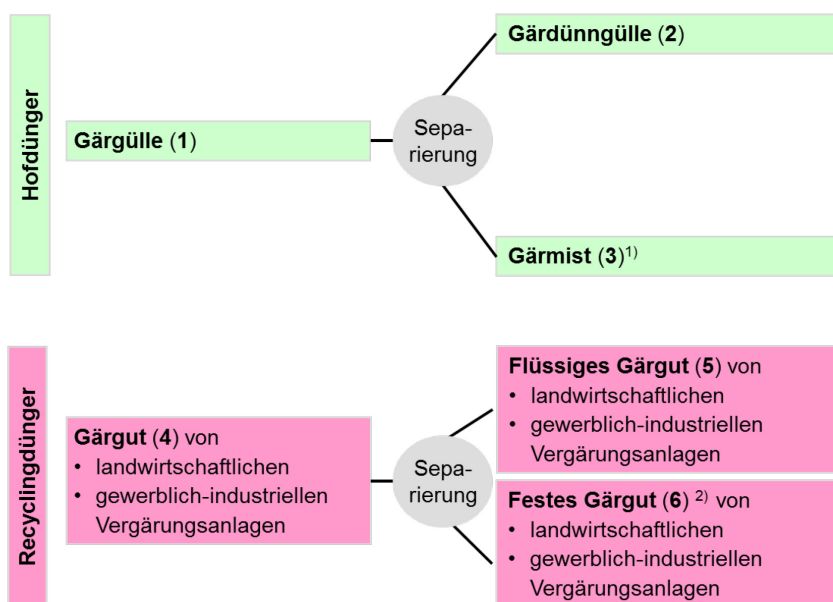 Hofdünger
Gärgülle (1)
Sepa-
rierung
Gärdünngülle (2)
Gärmist (3)1)
Recyclingdünger
Gärgut (4) von
• landwirtschaftlichen
• gewerblich-industriellen
Vergärungsanlagen
Sepa-
rierung
Flüssiges Gärgut (5) von
• landwirtschaftlichen
• gewerblich-industriellen
Vergärungsanlagen
Festes Gärgut (6) 2) von
• landwirtschaftlichen
• gewerblich-industriellen
Vergärungsanlagen